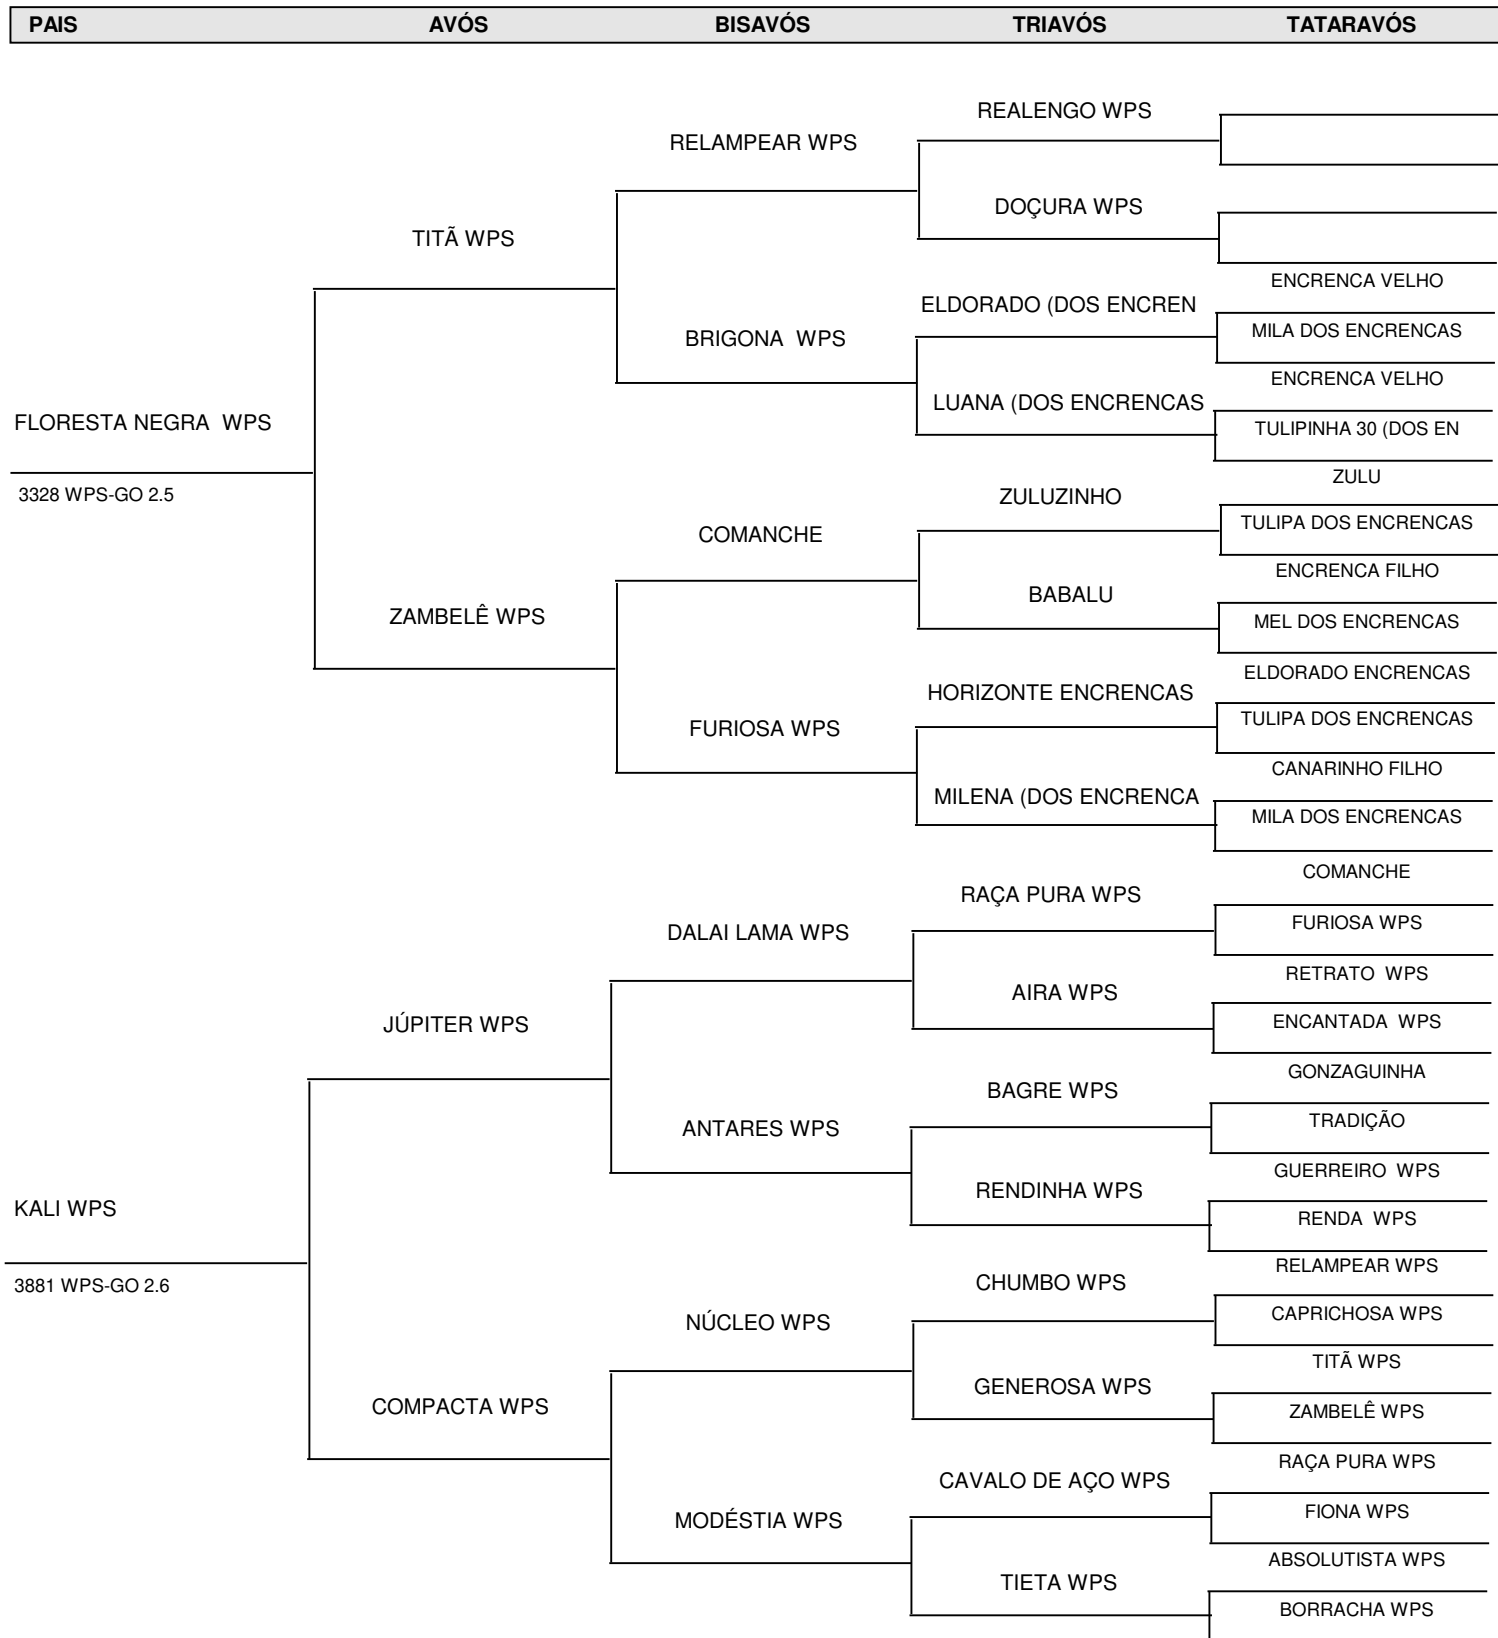 PAIS AVÓS BISAVÓS TRIAVÓS TATARAVÓS
REALENGO WPS
RELAMPEAR WPS
DOÇURA WPS
TITÃ WPS
ENCRENCA VELHO
ELDORADO (DOS ENCREN
BRIGONA WPS
MILA DOS ENCRENCAS
ENCRENCA VELHO
LUANA (DOS ENCRENCAS
FLORESTA NEGRA WPS
TULIPINHA 30 (DOS EN
ZULU
3328 WPS-GO 2.5
ZULUZINHO
TULIPA DOS ENCRENCAS
COMANCHE
ENCRENCA FILHO
BABALU
ZAMBELÊ WPS
MEL DOS ENCRENCAS
ELDORADO ENCRENCAS
HORIZONTE ENCRENCAS
TULIPA DOS ENCRENCAS
FURIOSA WPS
CANARINHO FILHO
MILENA (DOS ENCRENCA
MILA DOS ENCRENCAS
COMANCHE
RAÇA PURA WPS
FURIOSA WPS
DALAI LAMA WPS
RETRATO WPS
AIRA WPS
JÚPITER WPS
ENCANTADA WPS
GONZAGUINHA
BAGRE WPS
TRADIÇÃO
ANTARES WPS
GUERREIRO WPS
RENDINHA WPS
KALI WPS
RENDA WPS
RELAMPEAR WPS
3881 WPS-GO 2.6
CHUMBO WPS
CAPRICHOSA WPS
NÚCLEO WPS
TITÃ WPS
GENEROSA WPS
COMPACTA WPS
ZAMBELÊ WPS
RAÇA PURA WPS
CAVALO DE AÇO WPS
FIONA WPS
MODÉSTIA WPS
ABSOLUTISTA WPS
TIETA WPS
BORRACHA WPS